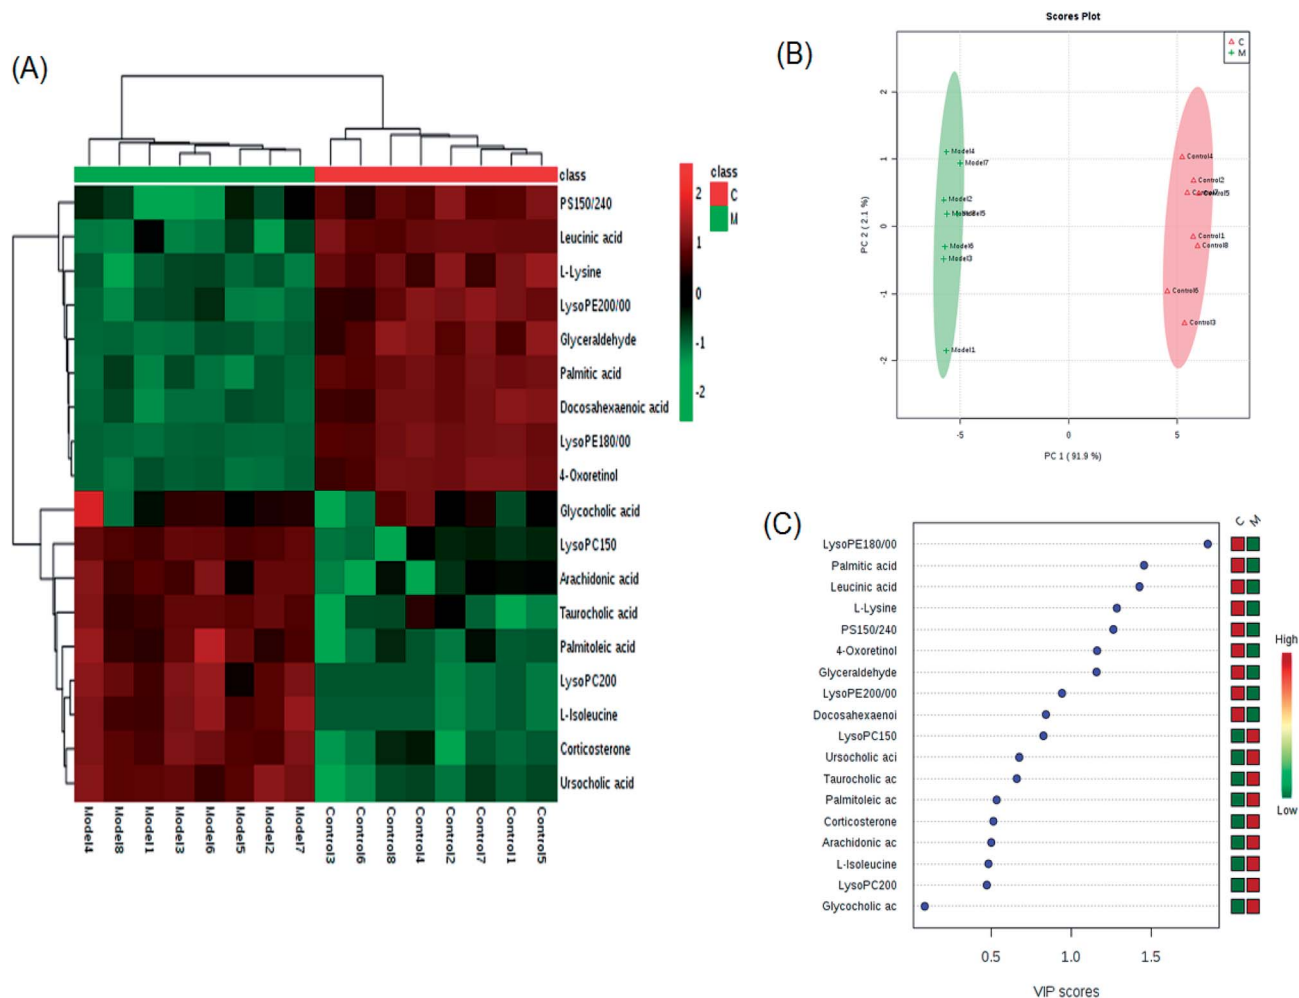 (A)
class
PS150/240
Leucinic acid
L-Lysine
LysoPE200/00
Glyceraldehyde
Palmitic acid
Docosahexaenoic acid
LysoPE180/00
4-Oxoretinol
Glycocholic acid
LysoPC150
Arachidonic acid
Taurocholic acid
Palmitoleic acid
LysoPC200
L-Isoleucine
Corticosterone
Ursocholic acid
Model4
Model8
Model1
Model3
Model6
Model5
Model2
Model7
Control3
Control6
Control8
Control4
Control2
Control7
Control1
Control5
2
1
0
-1
-2
class
C
M
(B)
Scores Plot
C
M
PC 2 ( 2.1 %)
2
1
0
-1
-2
Model4
Model7
Model2
Model6
Model3
Model1
Control4
Control2
Control5
Control1
Control8
Control6
Control3
-5
0
5
PC 1 ( 91.9 %)
(C)
C
M
LysoPE180/00
Palmitic acid
Leucinic acid
L-Lysine
PS150/240
4-Oxoretinol
Glyceraldehyde
LysoPE200/00
Docosahexaenoi
LysoPC150
Ursocholic aci
Taurocholic ac
Palmitoleic ac
Corticosterone
Arachidonic ac
L-Isoleucine
LysoPC200
Glycocholic ac
0.5
1.0
1.5
VIP scores
High
Low